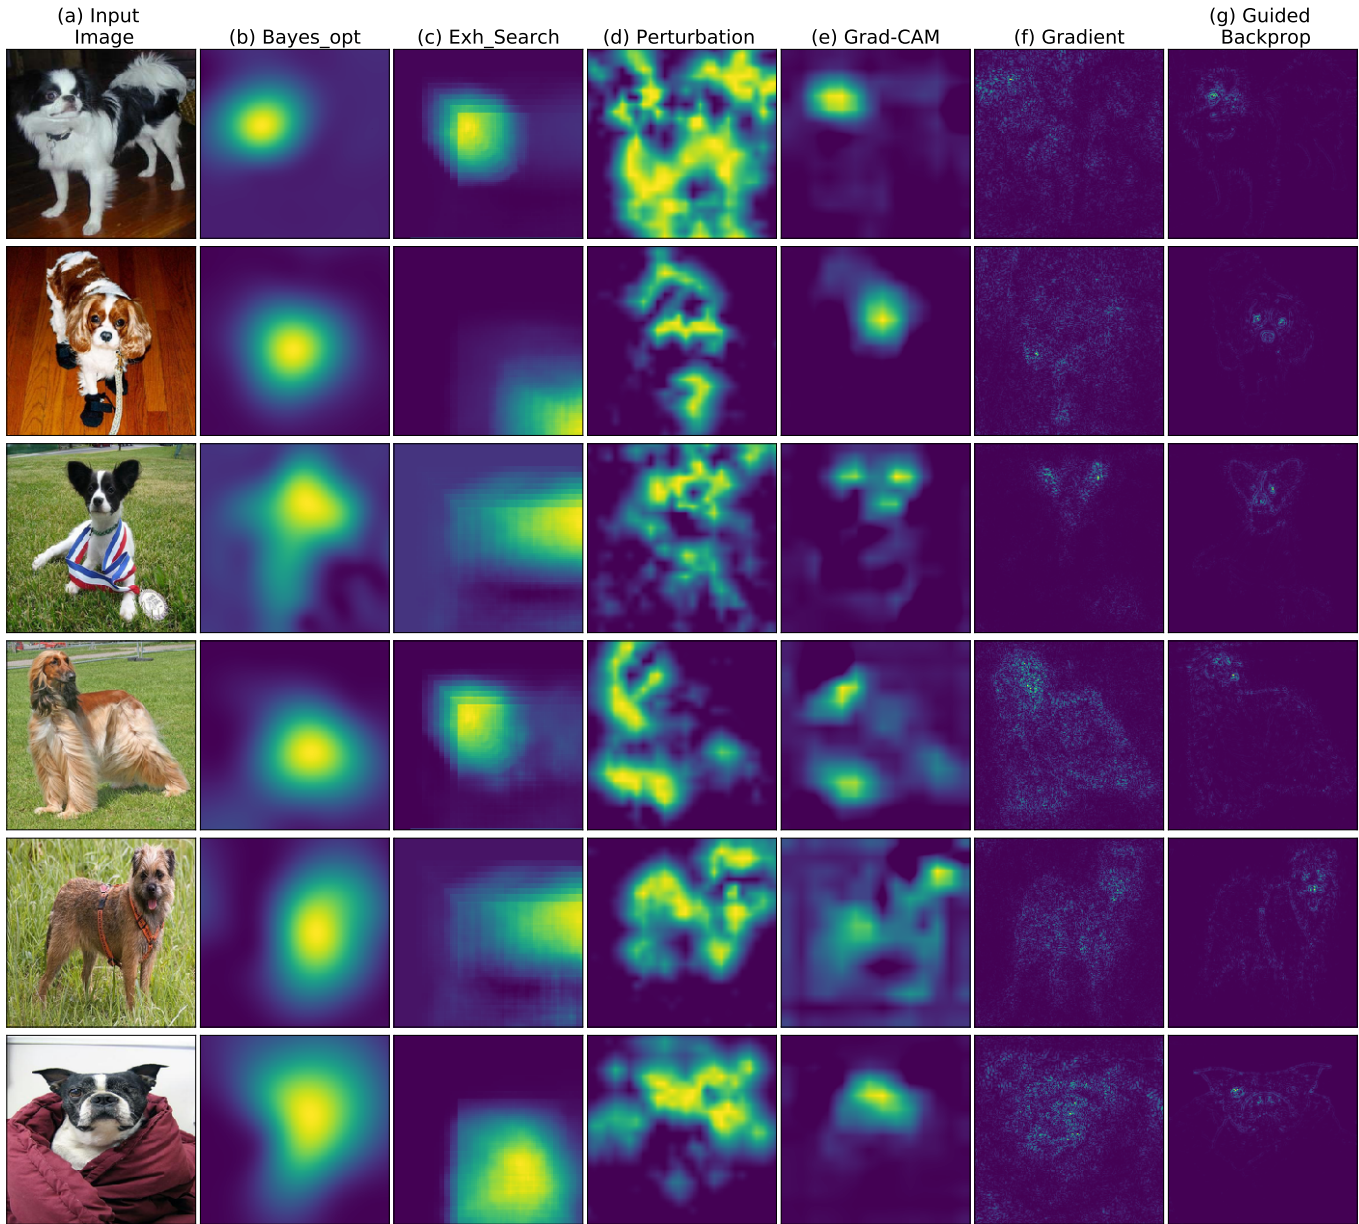 (a) Input
Image
(b) Bayes_opt
(c) Exh_Search
(d) Perturbation
(e) Grad-CAM
(f) Gradient
(g) Guided
Backprop